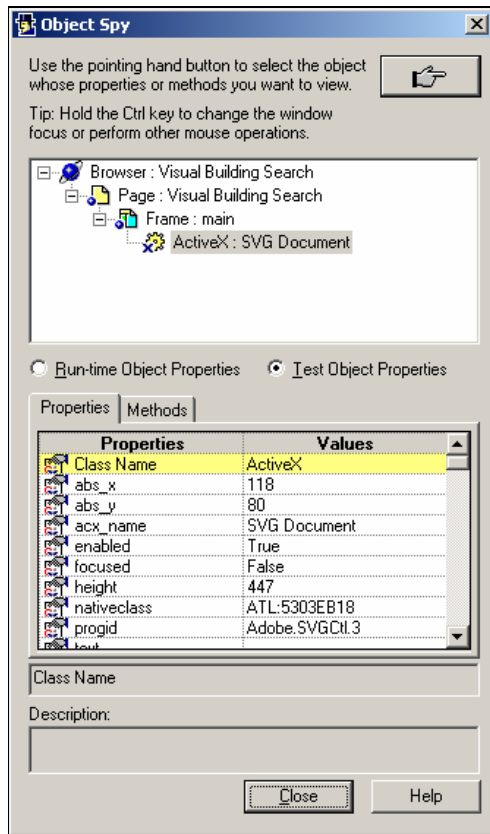 Object Spy
Use the pointing hand button to select the object
whose properties or methods you want to view.
Tip: Hold the Ctrl key to change the window
focus or perform other mouse operations.
Browser : Visual Building Search
Page : Visual Building Search
Frame : main
ActiveX : SVG Document
Run-time Object Properties Test Object Properties
Properties Methods
Properties Values
Class Name ActiveX
abs_x 118
abs_y 80
acx_name SVG Document
enabled True
focused False
height 447
nativeclass ATL:5303EB18
progid Adobe.SVGCtl.3
Class Name
Description:
Close Help